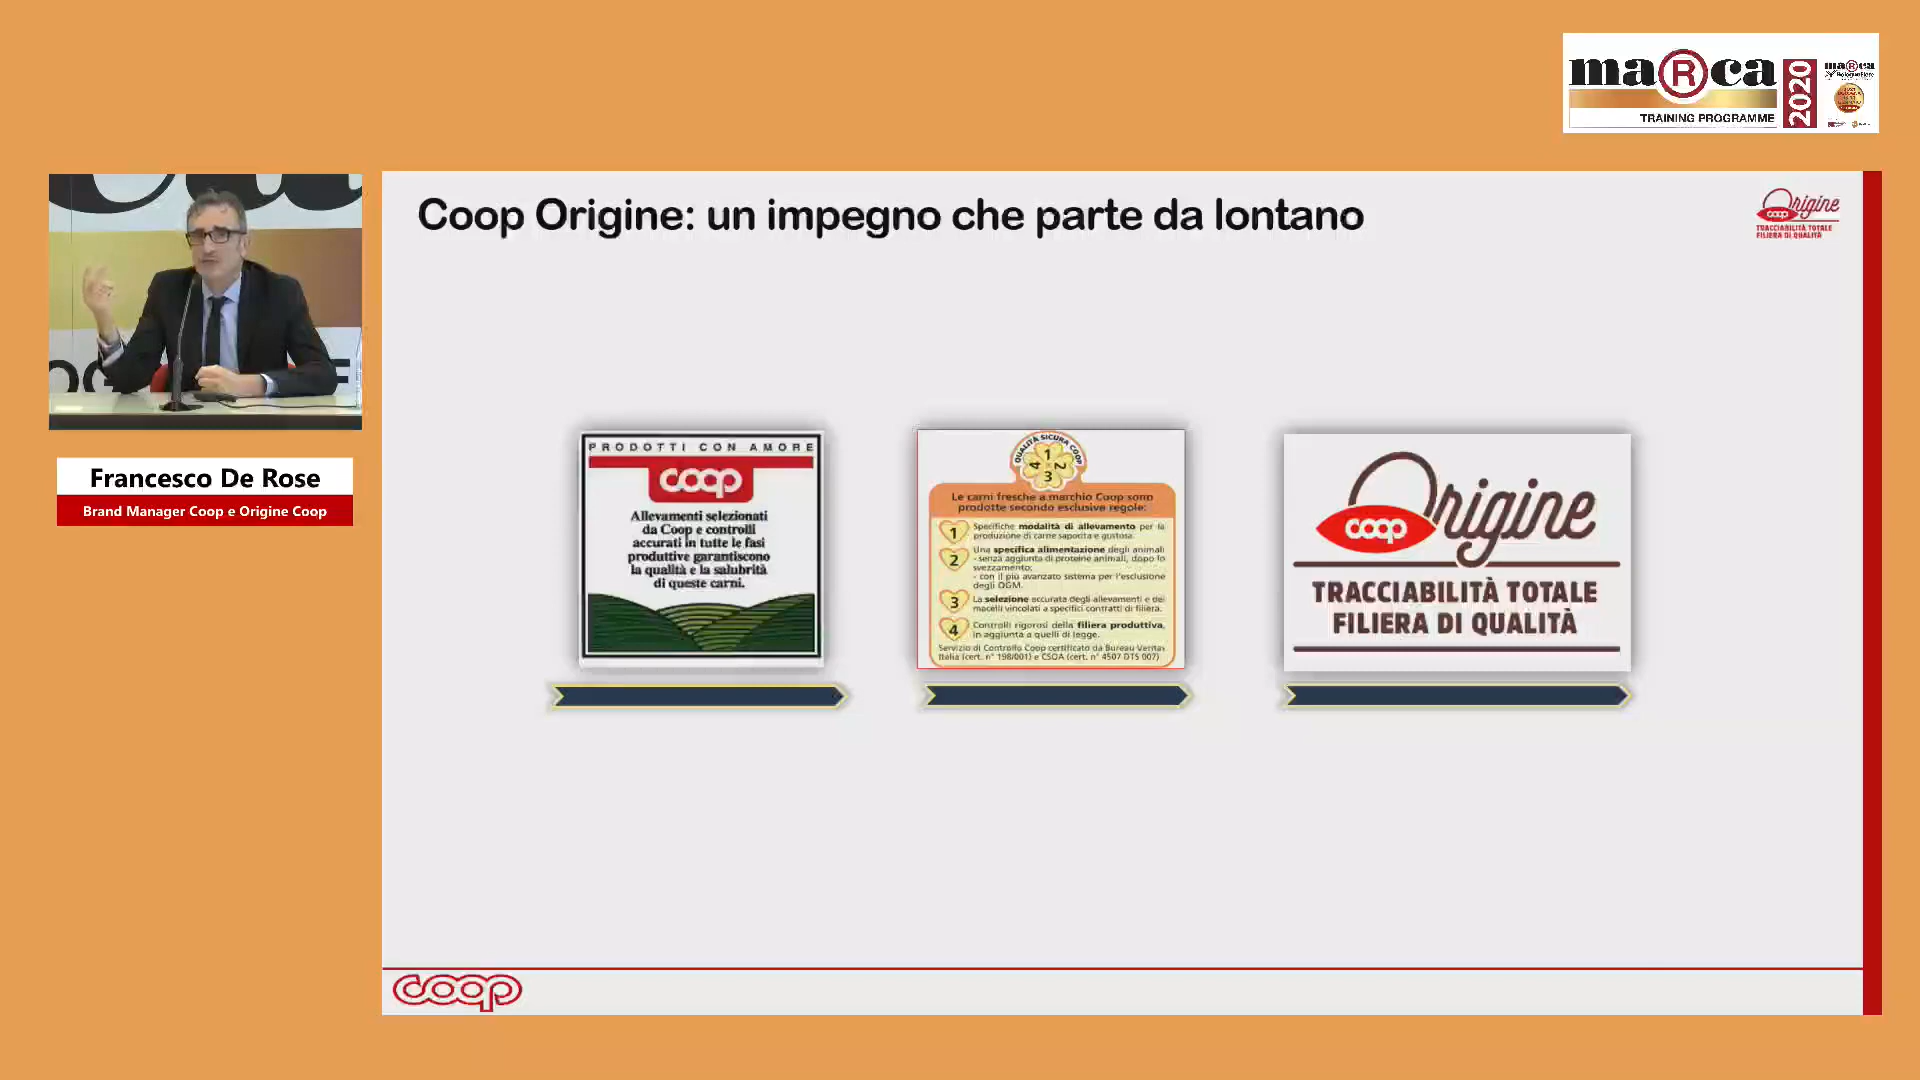 maRca
TRAINING PROGRAMME
2020
maRca
Coop Origine: un impegno che parte da lontano
coop Origine
TRACCIABILITÀ TOTALE
FILIERA DI QUALITÀ
Francesco De Rose
Brand Manager Coop e Origine Coop
PRODOTTI CON AMORE
coop
Allevamenti selezionati
da Coop e controlli
accurati in tutte le fasi
produttive garantiscono
la qualità e la salubrità
di queste carni.
QUALITÀ SICURA COOP
1
2
3
4
Le carni fresche a marchio Coop sono
prodotte secondo esclusive regole:
1 Specifiche modalità di allevamento per la
produzione di carne saporita e gustosa.
2 Una specifica alimentazione degli animali
- senza aggiunta di proteine animali, dopo lo
svezzamento;
- con il più avanzato sistema per l'esclusione
degli OGM.
3 La selezione accurata degli allevamenti e dei
macelli vincolati a specifici contratti di filiera.
4 Controlli rigorosi della filiera produttiva,
in aggiunta a quelli di legge.
Servizio di Controllo Coop certificato da Bureau Veritas
Italia (cert. n° 198/001) e CSQA (cert. n° 4507 DTS 007)
coop Origine
TRACCIABILITÀ TOTALE
FILIERA DI QUALITÀ
coop